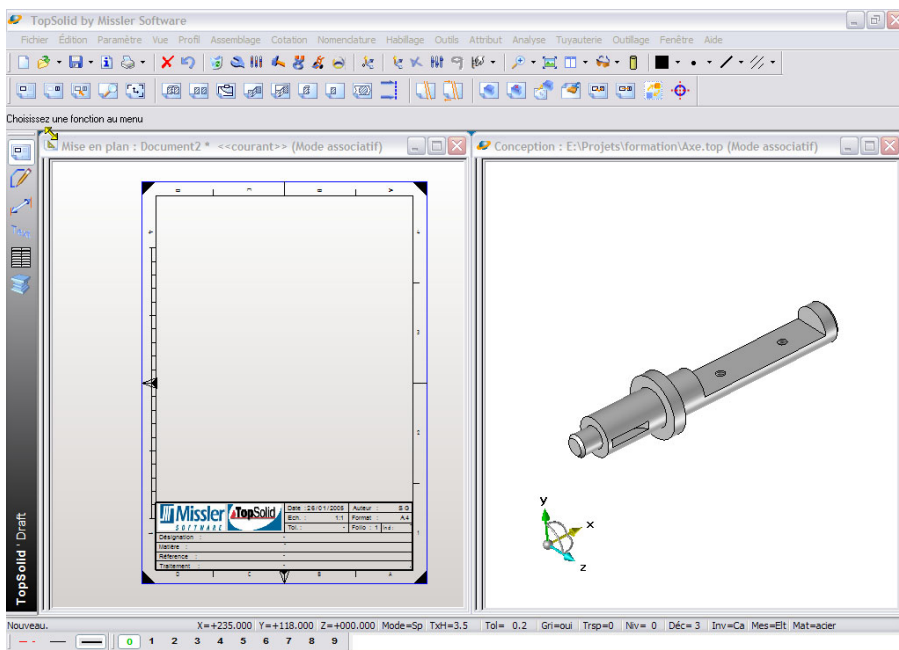 TopSolid by Missler Software
Fichier Édition Paramètre Vue Profil Assemblage Cotation Nomenclature Habillage Outils Attribut Analyse Tuyauterie Outillage Fenêtre Aide
Choisissez une fonction au menu
Mise en plan : Document2 * <<courant>> (Mode associatif)
Conception : E:\Projets\formation\Axe.top (Mode associatif)
Missler
SOFTWARE
TopSolid
Date : 26/01/2005 Auteur : S G
Ech. : 1:1 Format : A4
Tol. : - Folio : 1 Ind :
Désignation : -
Matière : -
Référence : -
Traitement : -
D C B A
y
x
z
TopSolid'Draft
Nouveau. X=+235.000 Y=+118.000 Z=+000.000 Mode=Sp TxH=3.5 Tol= 0.2 Gri=oui Trsp=0 Niv= 0 Déc= 3 Inv=Ca Mes=Elt Mat=acier
0 1 2 3 4 5 6 7 8 9